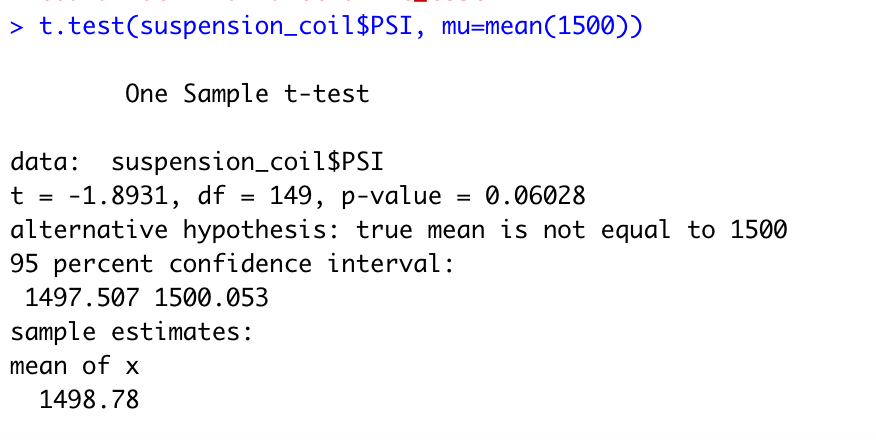 > t.test(suspension_coil$PSI, mu=mean(1500))
One Sample t-test
data:  suspension_coil$PSI
t = -1.8931, df = 149, p-value = 0.06028
alternative hypothesis: true mean is not equal to 1500
95 percent confidence interval:
1497.507 1500.053
sample estimates:
mean of x
1498.78